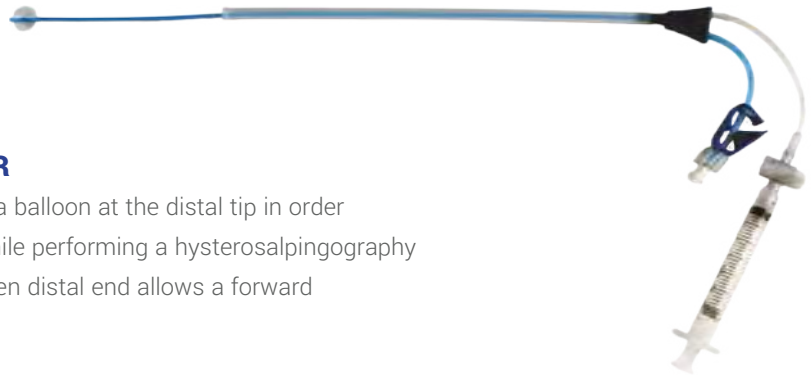 R
a balloon at the distal tip in order
ile performing a hysterosalpingography
en distal end allows a forward